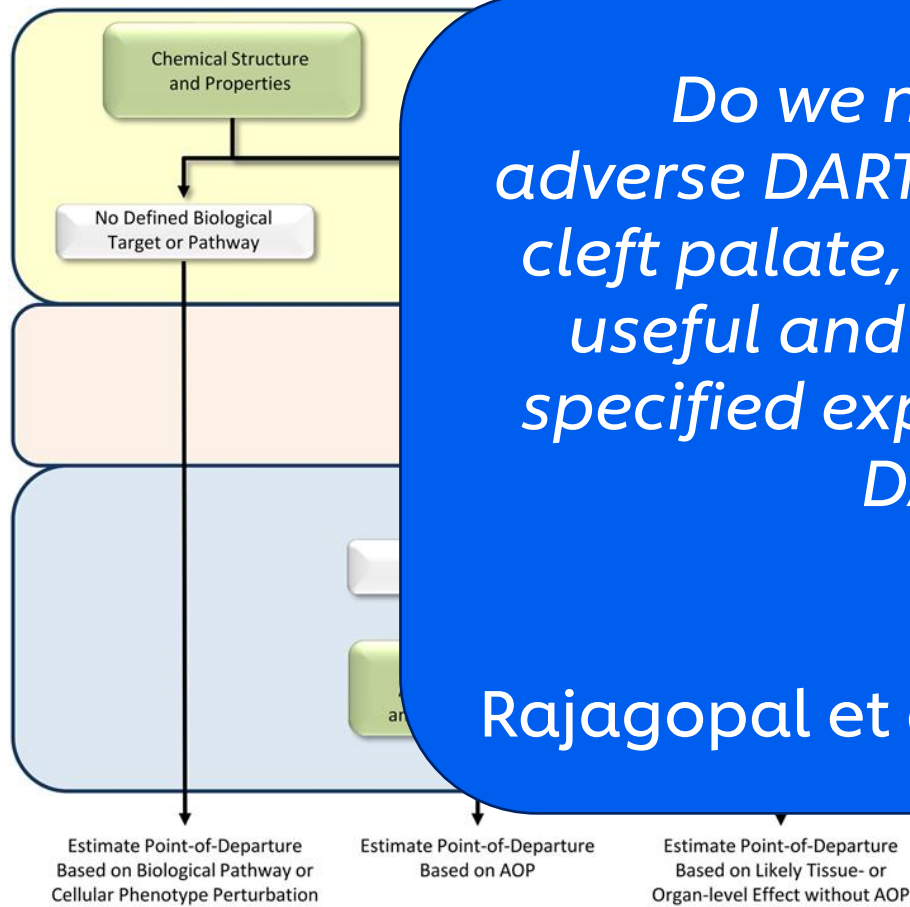 Chemical Structure
and Properties
No Defined Biological
Target or Pathway
Do we
adverse DART
cleft palate,
useful and
specified
Rajagopal et
Estimate Point-of-Departure
Based on Biological Pathway or
Cellular Phenotype Perturbation
Estimate Point-of-Departure
Based on AOP
Estimate Point-of-Departure
Based on Likely Tissue- or
Organ-level Effect without AOP